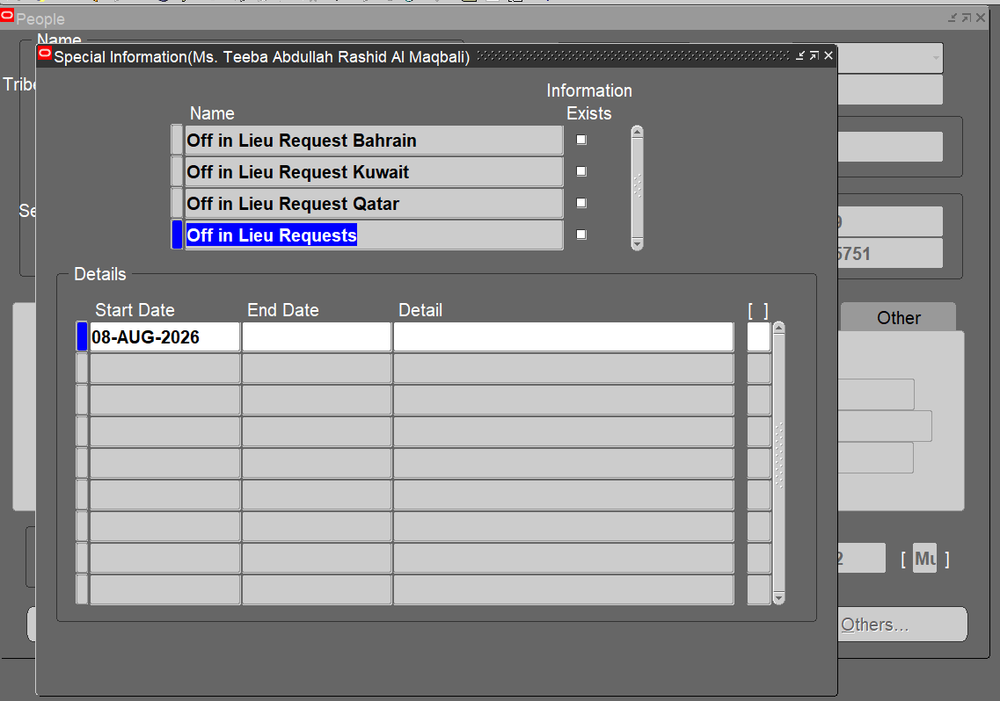 People
Name
Special Information(Ms. Teeba Abdullah Rashid Al Maqbali)
Tribe
Information
Name
Exists
Off in Lieu Request Bahrain
Off in Lieu Request Kuwait
Off in Lieu Request Qatar
Se
Off in Lieu Requests
9
5751
Details
Start Date
End Date
Detail
[ ]
Other
08-AUG-2026
2
[ Mu ]
Others...